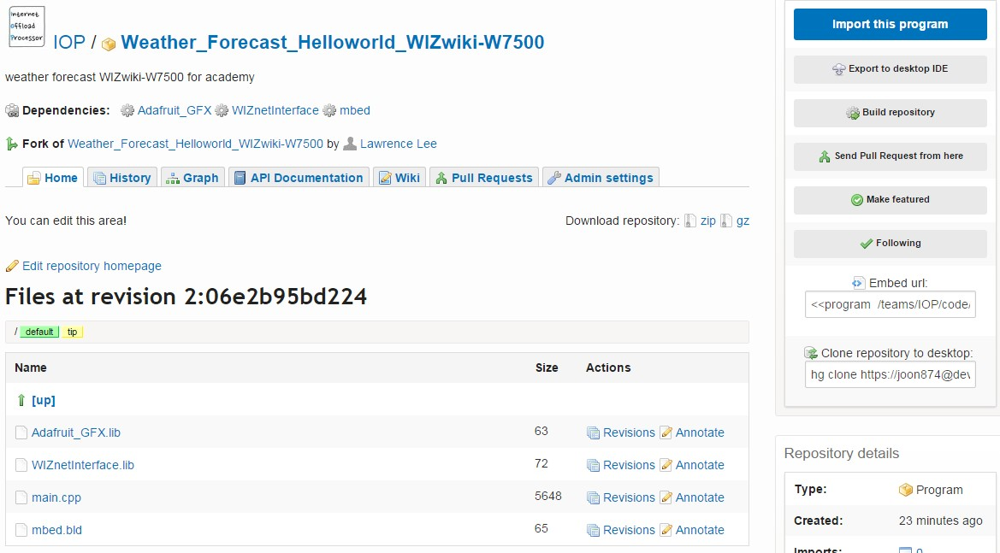 Internet
Offload
Processor
IOP / Weather_Forecast_Helloworld_WIZwiki-W7500
weather forecast WIZwiki-W7500 for academy
Dependencies: Adafruit_GFX WIZnetInterface mbed
Fork of Weather_Forecast_Helloworld_WIZwiki-W7500 by Lawrence Lee
Home History Graph API Documentation Wiki Pull Requests Admin settings
You can edit this area!
Download repository: zip gz
Edit repository homepage
Files at revision 2:06e2b95bd224
/ default tip
Name Size Actions
[up]
Adafruit_GFX.lib 63 Revisions Annotate
WIZnetInterface.lib 72 Revisions Annotate
main.cpp 5648 Revisions Annotate
mbed.bld 65 Revisions Annotate
Import this program
Export to desktop IDE
Build repository
Send Pull Request from here
Make featured
Following
Embed url:
<<program /teams/IOP/code/
Clone repository to desktop:
hg clone https://joon874@dev
Repository details
Type: Program
Created: 23 minutes ago
Imports: 0